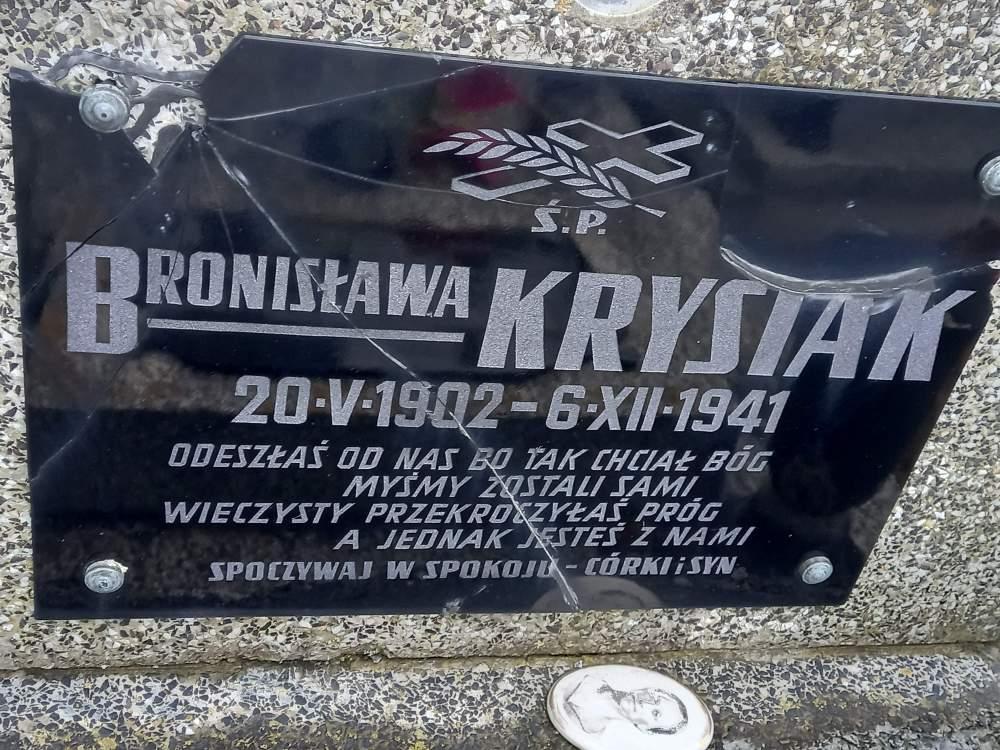 Ś.P.
BRONISŁAWA KRYSIAK
20·V·1902 – 6·XII·1941
ODESZŁAŚ OD NAS BO TAK CHCIAŁ BÓG
MYŚMY ZOSTALI SAMI
WIECZYSTY PRZEKROCZYŁAŚ PRÓG
A JEDNAK JESTEŚ Z NAMI
SPOCZYWAJ W SPOKOJU – CÓRKI i SYN